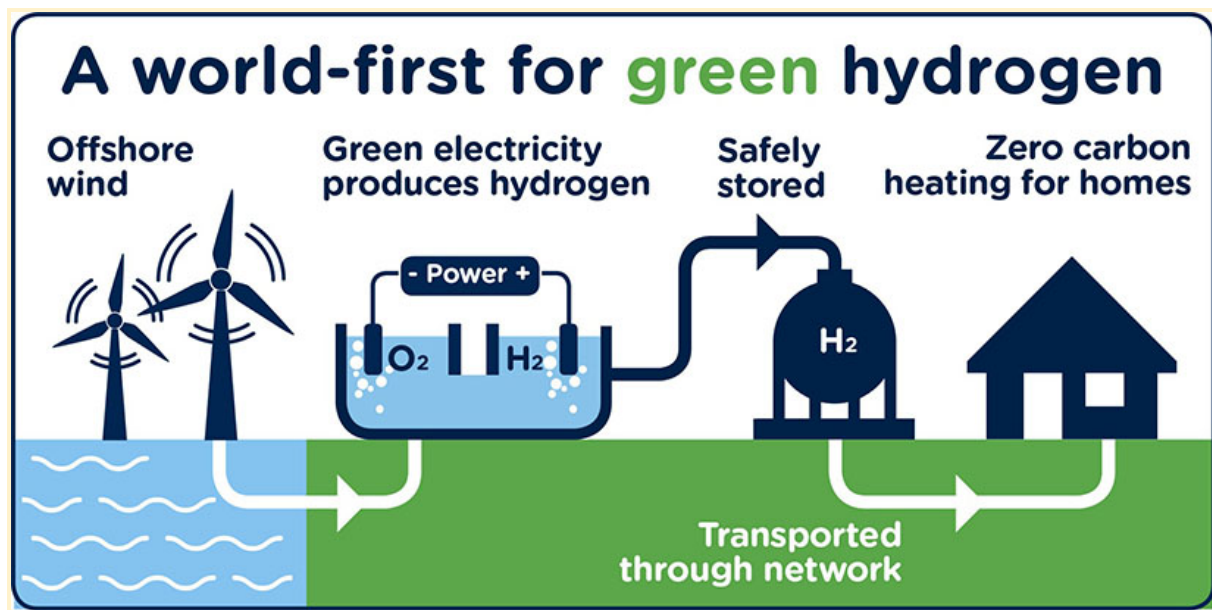 A world-first for green hydrogen
Offshore
wind
Green electricity
produces hydrogen
Safely
stored
Zero carbon
heating for homes
- Power +
O₂
H₂
H₂
Transported
through network